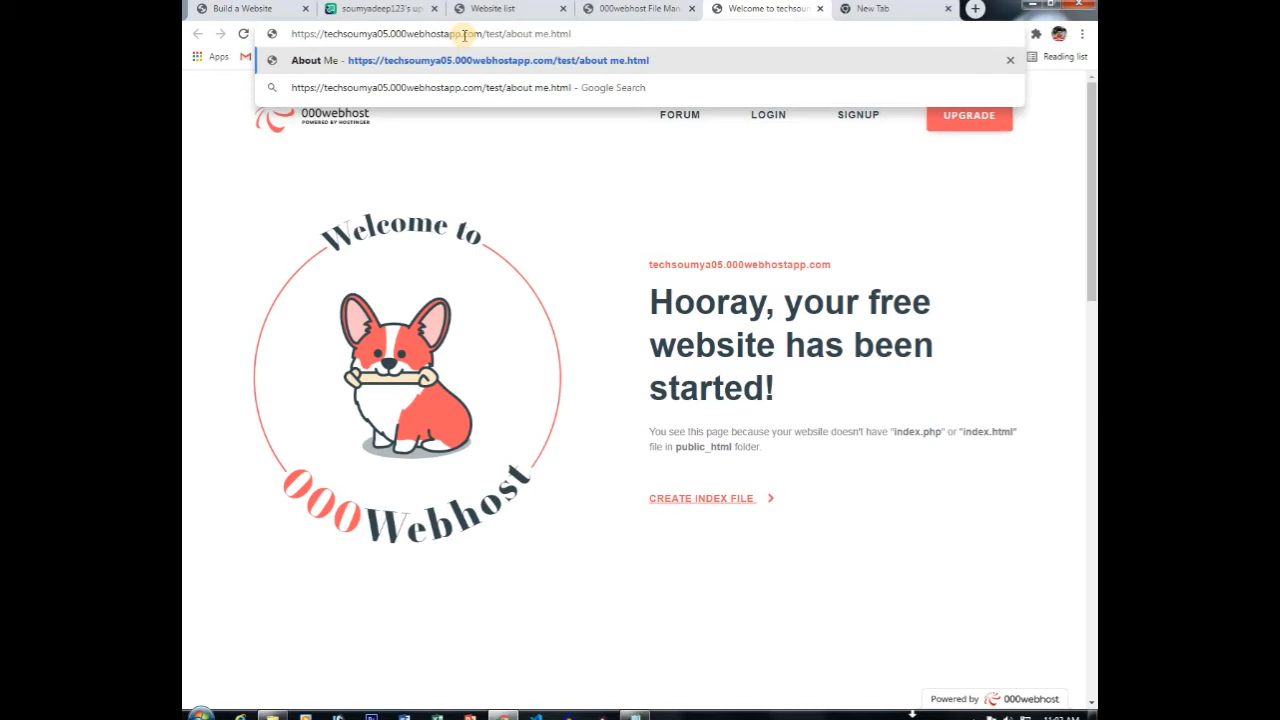 Build a Website
soumyadeep123's up
Website list
000webhost File Man
Welcome to techsoum
New Tab
https://techsoumya05.000webhostapp.com/test/about me.html
Apps
Reading list
About Me - https://techsoumya05.000webhostapp.com/test/about me.html
https://techsoumya05.000webhostapp.com/test/about me.html - Google Search
000webhost
POWERED BY HOSTINGER
FORUM
LOGIN
SIGNUP
UPGRADE
Welcome to
000Webhost
techsoumya05.000webhostapp.com
Hooray, your free
website has been
started!
You see this page because your website doesn't have "index.php" or "index.html"
file in public_html folder.
CREATE INDEX FILE
Powered by 000webhost